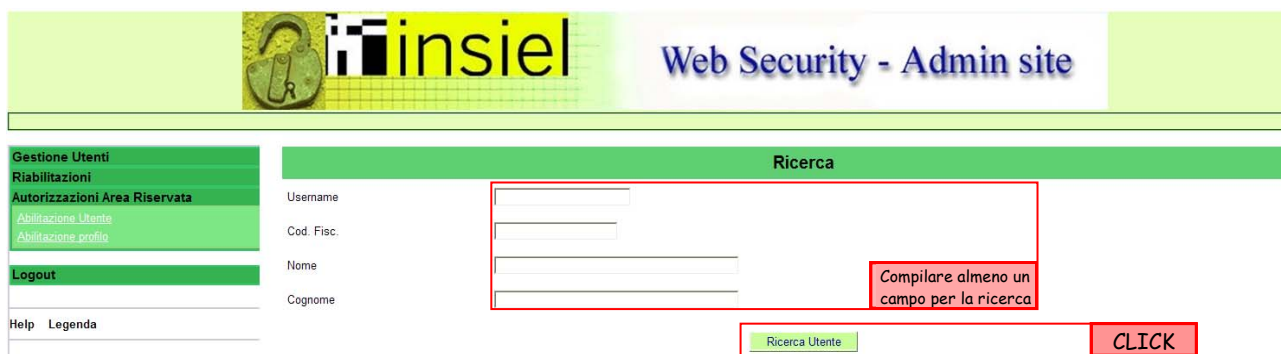 insiel
Web Security - Admin site
Gestione Utenti
Riabilitazioni
Autorizzazioni Area Riservata
Abilitazione Utente
Abilitazione profilo
Logout
Help Legenda
Ricerca
Username
Cod. Fisc.
Nome
Cognome
Compilare almeno un
campo per la ricerca
Ricerca Utente
CLICK